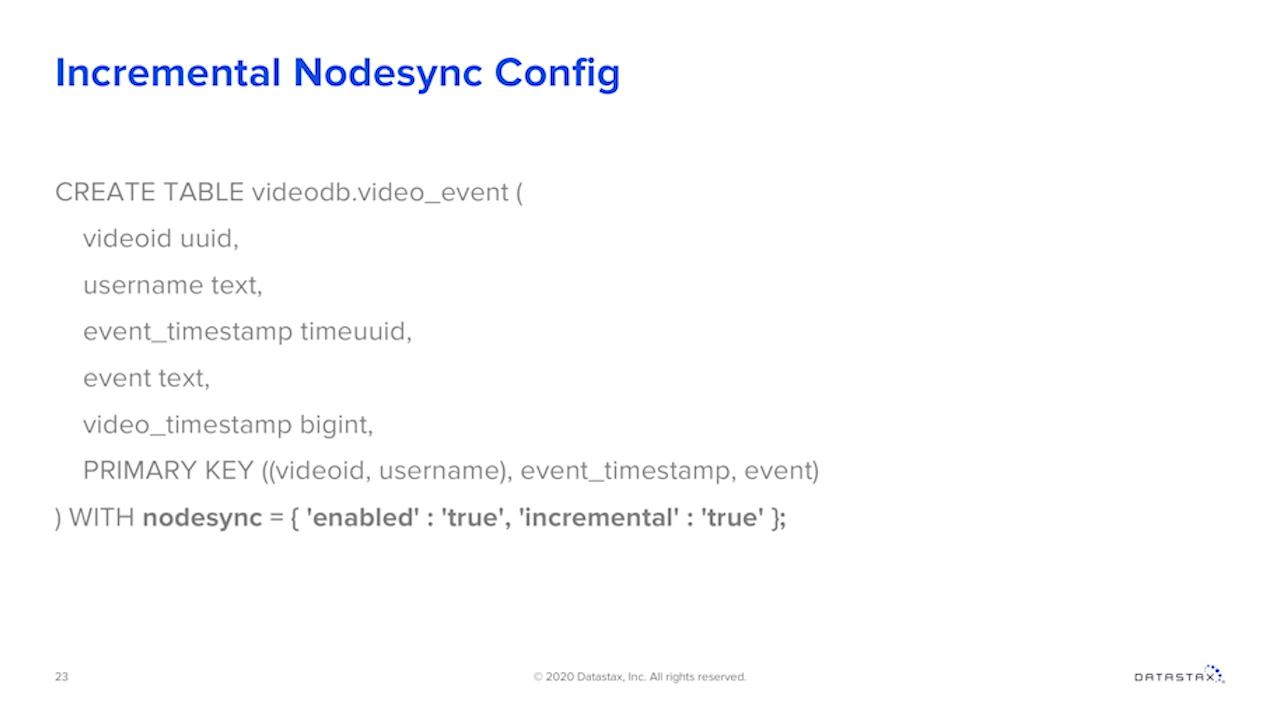 Incremental Nodesync Config
CREATE TABLE videodb.video_event (
videoid uuid,
username text,
event_timestamp timeuuid,
event text,
video_timestamp bigint,
PRIMARY KEY ((videoid, username), event_timestamp, event)
) WITH nodesync = { 'enabled' : 'true', 'incremental' : 'true' };
23
© 2020 Datastax, Inc. All rights reserved.
DATASTAX